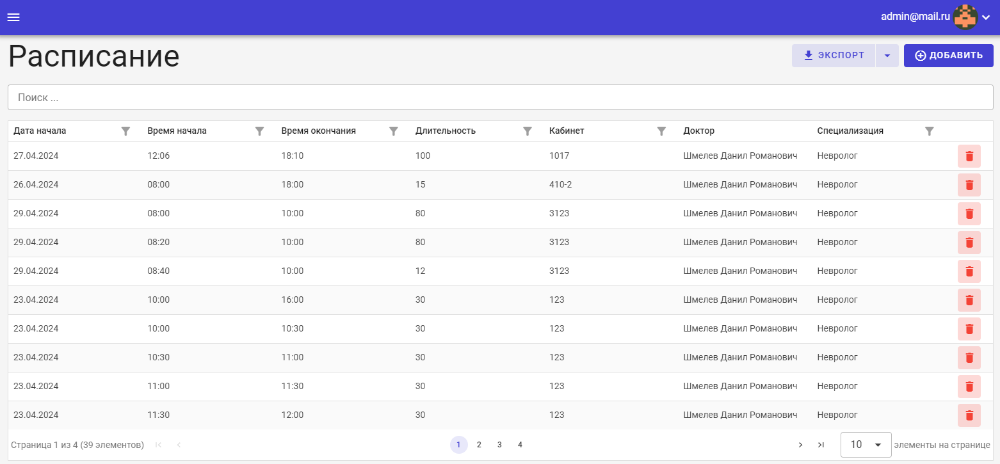 admin@mail.ru
Расписание
ЭКСПОРТ
ДОБАВИТЬ
Поиск ...
Дата начала Время начала Время окончания Длительность Кабинет Доктор Специализация
27.04.2024 12:06 18:10 100 1017 Шмелев Данил Романович Невролог
26.04.2024 08:00 18:00 15 410-2 Шмелев Данил Романович Невролог
29.04.2024 08:00 10:00 80 3123 Шмелев Данил Романович Невролог
29.04.2024 08:20 10:00 80 3123 Шмелев Данил Романович Невролог
29.04.2024 08:40 10:00 12 3123 Шмелев Данил Романович Невролог
23.04.2024 10:00 16:00 30 123 Шмелев Данил Романович Невролог
23.04.2024 10:00 10:30 30 123 Шмелев Данил Романович Невролог
23.04.2024 10:30 11:00 30 123 Шмелев Данил Романович Невролог
23.04.2024 11:00 11:30 30 123 Шмелев Данил Романович Невролог
23.04.2024 11:30 12:00 30 123 Шмелев Данил Романович Невролог
Страница 1 из 4 (39 элементов) 1 2 3 4 10 элементы на странице